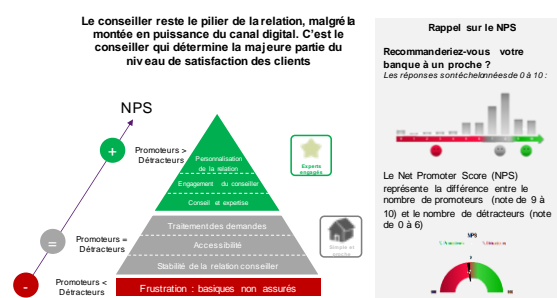 Le conseiller reste le pilier de la relation, malgré la
montée en puissance du canal digital. C'est le
conseiller qui détermine la majeure partie du
niveau de satisfaction des clients
NPS
+
Promoteurs >
Détracteurs
=
Promoteurs =
Détracteurs
-
Promoteurs <
Détracteurs
Personnalisation
de la relation
Engagement du conseiller
Conseil et expertise
Traitement des demandes
Accessibilité
Stabilité de la relation conseiller
Frustration : basiques non assurés
Experts
engagés
Simple et
proche
Rappel sur le NPS
Recommanderiez-vous votre
banque à un proche ?
Les réponses sont échelonnées de 0 à 10 :
Le Net Promoter Score (NPS)
représente la différence entre le
nombre de promoteurs (note de 9 à
10) et le nombre de détracteurs (note
de 0 à 6)
NPS